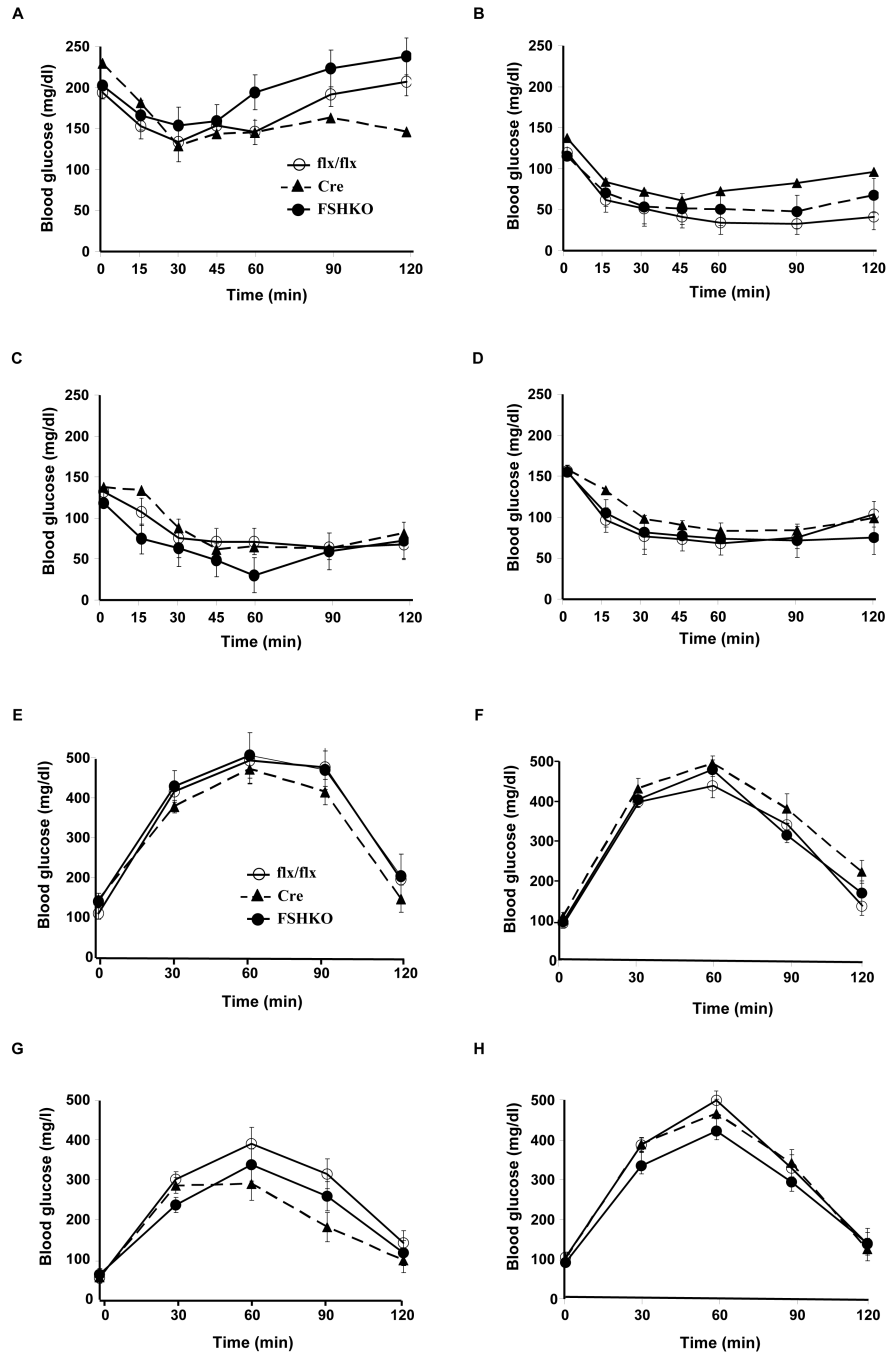 A
250
200
150
100
50
0
Blood glucose (mg/dl)
flx/flx
Cre
FSHKO
0 15 30 45 60 90 120
Time (min)
B
250
200
150
100
50
0
Blood glucose (mg/dl)
0 15 30 45 60 90 120
Time (min)
C
250
200
150
100
50
0
Blood glucose (mg/dl)
0 15 30 45 60 90 120
Time (min)
D
250
200
150
100
50
0
Blood glucose (mg/dl)
0 15 30 45 60 90 120
Time (min)
E
500
400
300
200
100
0
Blood glucose (mg/dl)
flx/flx
Cre
FSHKO
0 30 60 90 120
Time (min)
F
500
400
300
200
100
0
Blood glucose (mg/dl)
0 30 60 90 120
Time (min)
G
500
400
300
200
100
0
Blood glucose (mg/l)
0 30 60 90 120
Time (min)
H
500
400
300
200
100
0
Blood glucose (mg/dl)
0 30 60 90 120
Time (min)